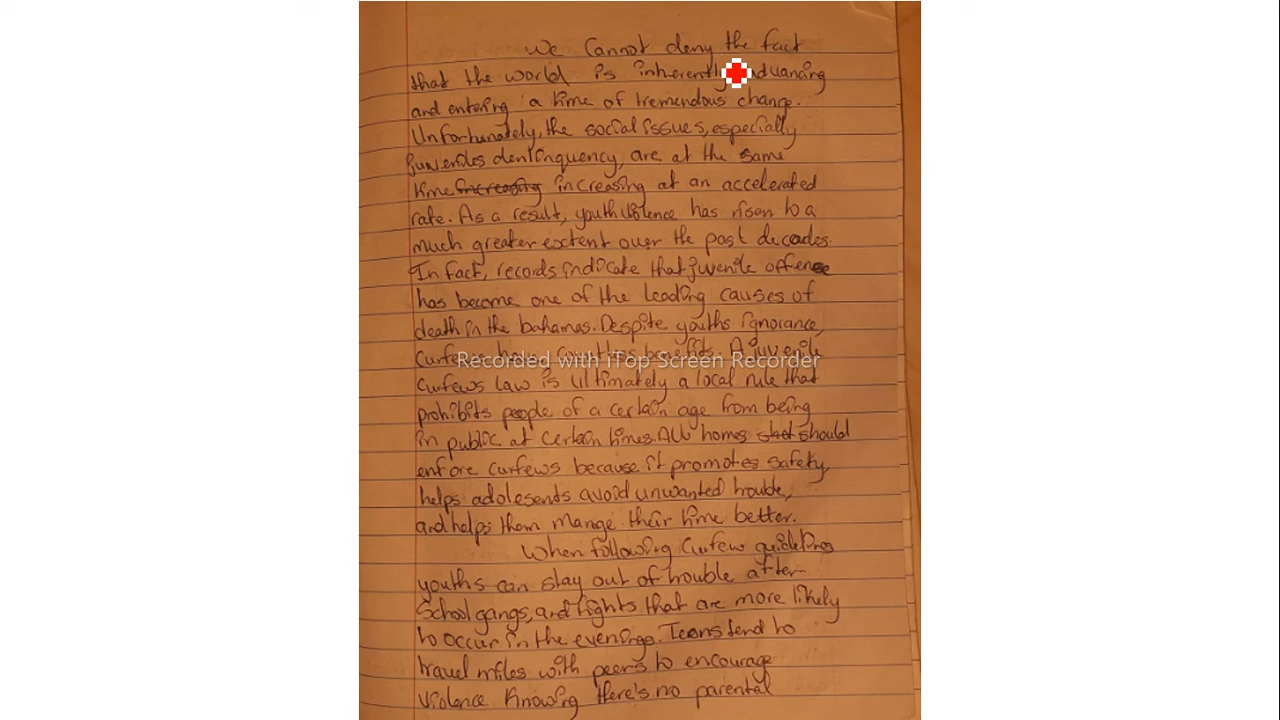 We Cannot deny the fact
that the world is inherently advancing
and entering a time of tremendous change.
Unfortunately, the social issues, especially
juveniles denlinquency, are at the same
time increasing increasing at an accelerated
rate. As a result, youth violence has risen to a
much greater extent over the past decades.
In fact, records indicate that juvenile offence
has become one of the leading causes of
death in the bahamas. Despite youths ignorance,
Curfews have benifits. A juvenile
Recorded with iTop Screen Recorder
Curfews law is Ultimately a local rule that
prohibits people of a certain age from being
in public at certain times. All homes should
enfore curfews because it promotes safety,
helps adolesents avoid unwanted trouble,
and helps them mange their time better.
When following Curfew
youths can stay out of trouble after
School gangs, and fights that are more likely
to occur in the evenings. Teens tend to
travel miles with peers to encourage
Violence Knowing there's no parental